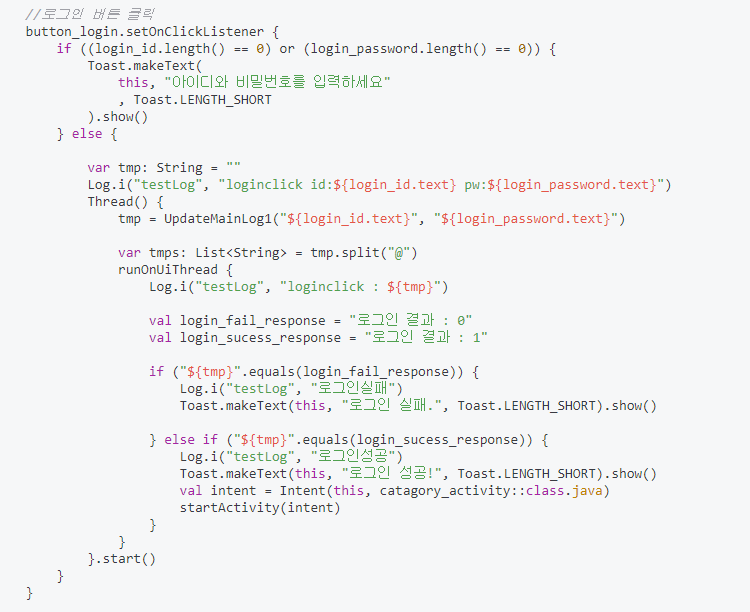 //로그인 버튼 클릭
button_login.setOnClickListener {
    if ((login_id.length() == 0) or (login_password.length() == 0)) {
        Toast.makeText(
            this, "아이디와 비밀번호를 입력하세요"
            , Toast.LENGTH_SHORT
        ).show()
    } else {

        var tmp: String = ""
        Log.i("testLog", "loginclick id:${login_id.text} pw:${login_password.text}")
        Thread() {
            tmp = UpdateMainLog1("${login_id.text}", "${login_password.text}")

            var tmps: List<String> = tmp.split("@")
            runOnUiThread {
                Log.i("testLog", "loginclick : ${tmp}")

                val login_fail_response = "로그인 결과 : 0"
                val login_sucess_response = "로그인 결과 : 1"

                if ("${tmp}".equals(login_fail_response)) {
                    Log.i("testLog", "로그인실패")
                    Toast.makeText(this, "로그인 실패.", Toast.LENGTH_SHORT).show()

                } else if ("${tmp}".equals(login_sucess_response)) {
                    Log.i("testLog", "로그인성공")
                    Toast.makeText(this, "로그인 성공!", Toast.LENGTH_SHORT).show()
                    val intent = Intent(this, catagory_activity::class.java)
                    startActivity(intent)
                }
            }
        }.start()
    }
}